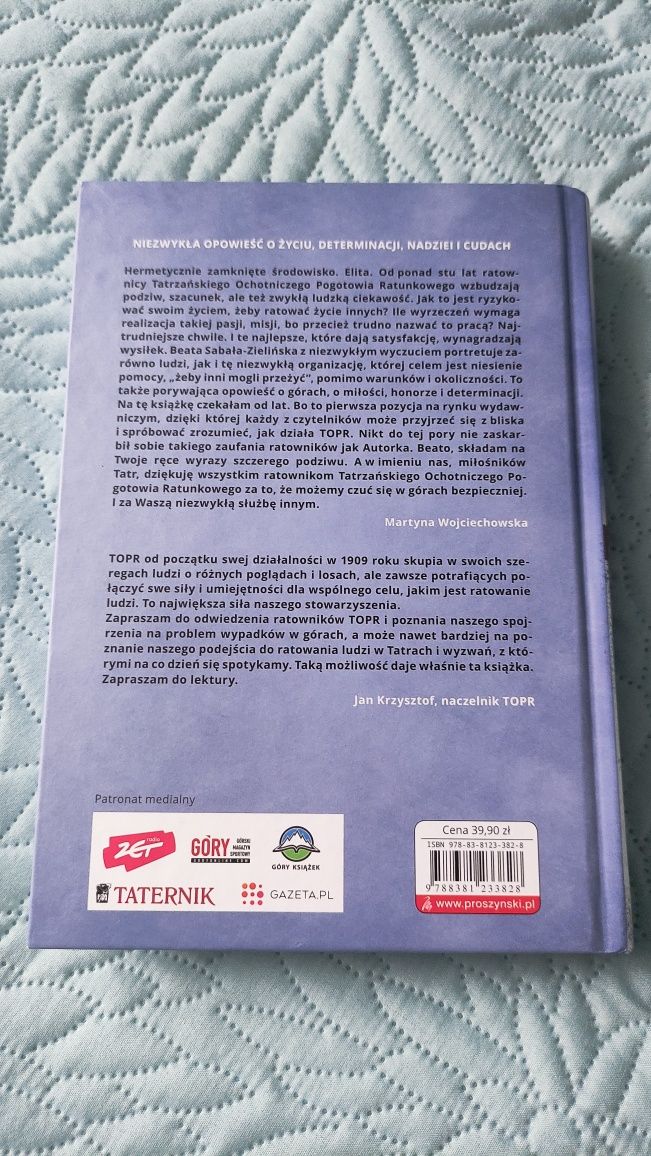 NIEZWYKŁA OPOWIEŚĆ O ŻYCIU, DETERMINACJI, NADZIEI I CUDACH
Hermetycznie zamknięte środowisko. Elita. Od ponad stu lat ratow-
nicy Tatrzańskiego Ochotniczego Pogotowia Ratunkowego wzbudzają
podziw, szacunek, ale też zwykłą ludzką ciekawość. Jak to jest ryzyko-
wać swoim życiem, żeby ratować życie innych? Ile wyrzeczeń wymaga
realizacja takiej pasji, misji, bo przecież trudno nazwać to pracą? Naj-
trudniejsze chwile. I te najlepsze, które dają satysfakcję, wynagradzają
wysiłek. Beata Sabała-Zielińska z niezwykłym wyczuciem portretuje za-
równo ludzi, jak i tę niezwykłą organizację, której celem jest niesienie
pomocy, „żeby inni mogli przeżyć", pomimo warunków i okoliczności. To
także porywająca opowieść o górach, o miłości, honorze i determinacji.
Na tę książkę czekałam od lat. Bo to pierwsza pozycja na rynku wydaw-
niczym, dzięki której każdy z czytelników może przyjrzeć się z bliska
i spróbować zrozumieć, jak działa TOPR. Nikt do tej pory nie zaskar-
bił sobie takiego zaufania ratowników jak Autorka. Beato, składam na
Twoje ręce wyrazy szczerego podziwu. A w imieniu nas, miłośników
Tatr, dziękuję wszystkim ratownikom Tatrzańskiego Ochotniczego Po-
gotowia Ratunkowego za to, że możemy czuć się w górach bezpieczniej.
I za Waszą niezwykłą służbę innym.
Martyna Wojciechowska
TOPR od początku swej działalności w 1909 roku skupia w swoich sze-
regach ludzi o różnych poglądach i losach, ale zawsze potrafiących po-
łączyć swe siły i umiejętności dla wspólnego celu, jakim jest ratowanie
ludzi. To największa siła naszego stowarzyszenia.
Zapraszam do odwiedzenia ratowników TOPR i poznania naszego spoj-
rzenia na problem wypadków w górach, a może nawet bardziej na po-
znanie naszego podejścia do ratowania ludzi w Tatrach i wyzwań, z któ-
rymi na co dzień się spotykamy. Taką możliwość daje właśnie ta książka.
Zapraszam do lektury.
Jan Krzysztof, naczelnik TOPR
Patronat medialny
radio ZET
GÓRY GÓRSKI MAGAZYN SPORTOWY
GÓRY KSIĄŻEK
TATERNIK
GAZETA.PL
Cena 39,90 zł
ISBN 978-83-8123-382-8
9 788381 233828
www.proszynski.pl